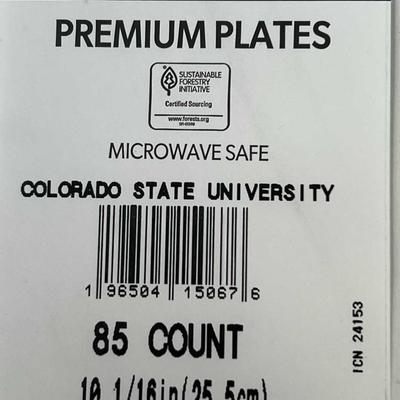 PREMIUM PLATES
SUSTAINABLE
FORESTRY
INITIATIVE
Certified Sourcing
www.forests.org
MICROWAVE SAFE
COLORADO STATE UNIVERSITY
1 96504 15067 6
85 COUNT
ICN 24153
10 1/16in(25.5cm)